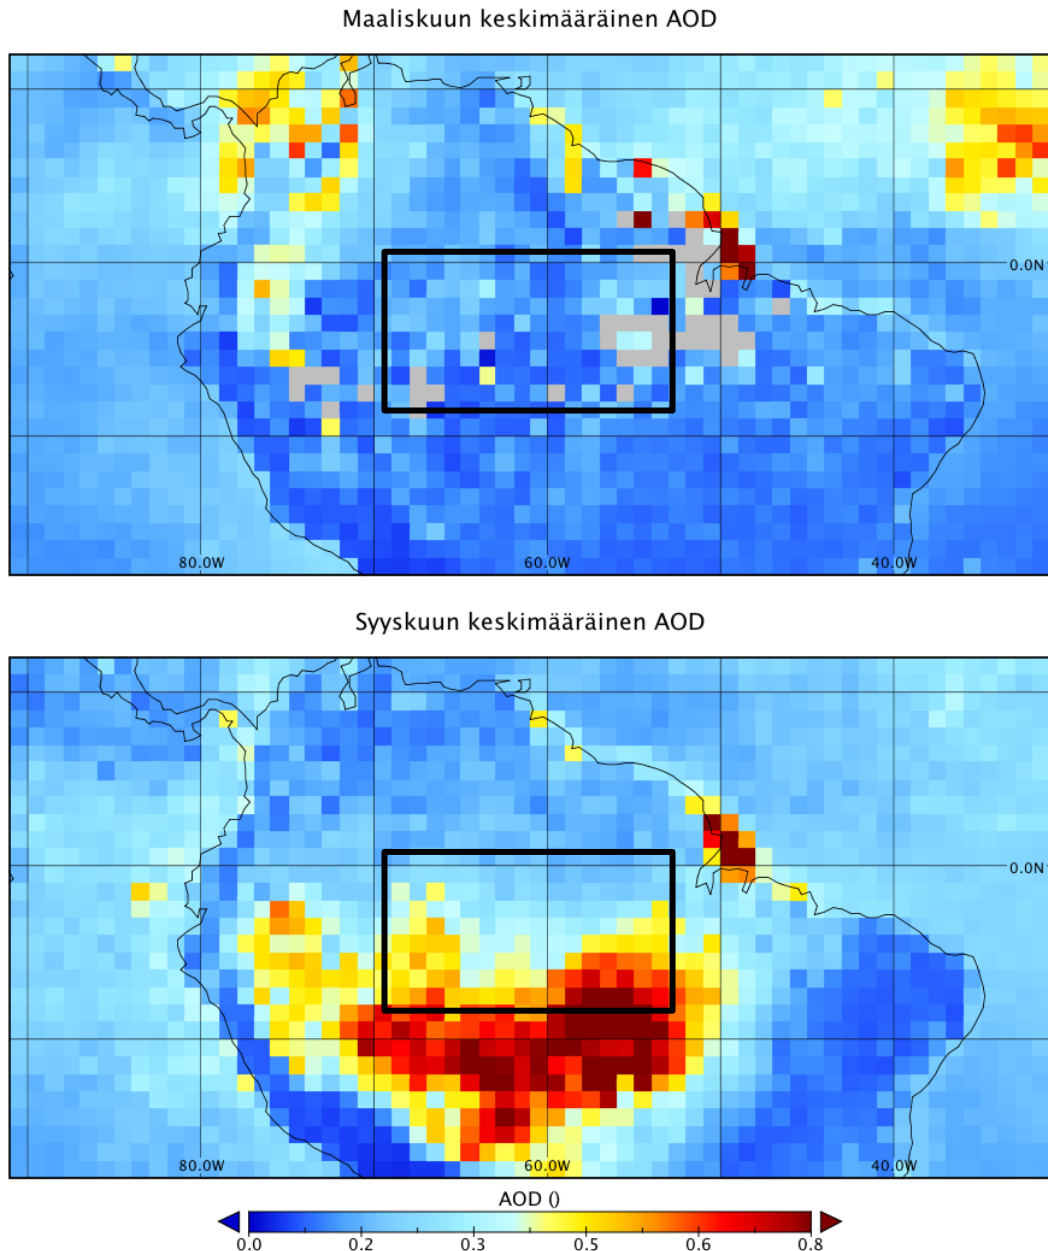 Maaliskuun keskimääräinen AOD
0.0N
80.0W 60.0W 40.0W
Syyskuun keskimääräinen AOD
0.0N
80.0W 60.0W 40.0W
AOD ()
0.0 0.2 0.3 0.5 0.6 0.8